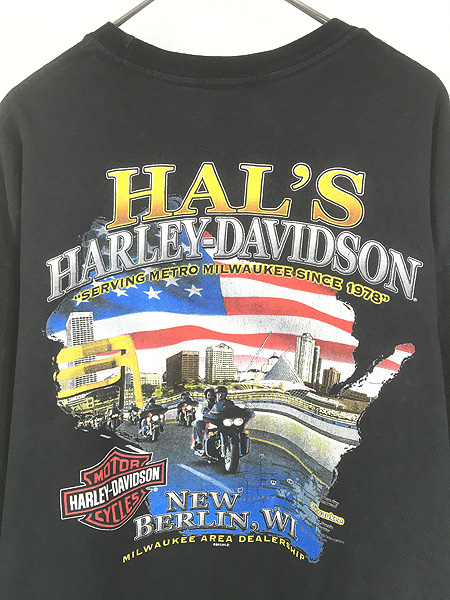 HAL'S
HARLEY-DAVIDSON
"SERVING METRO MILWAUKEE SINCE 1978"
MOTOR
HARLEY-DAVIDSON
CYCLES
NEW
BERLIN, WI
MILWAUKEE AREA DEALERSHIP